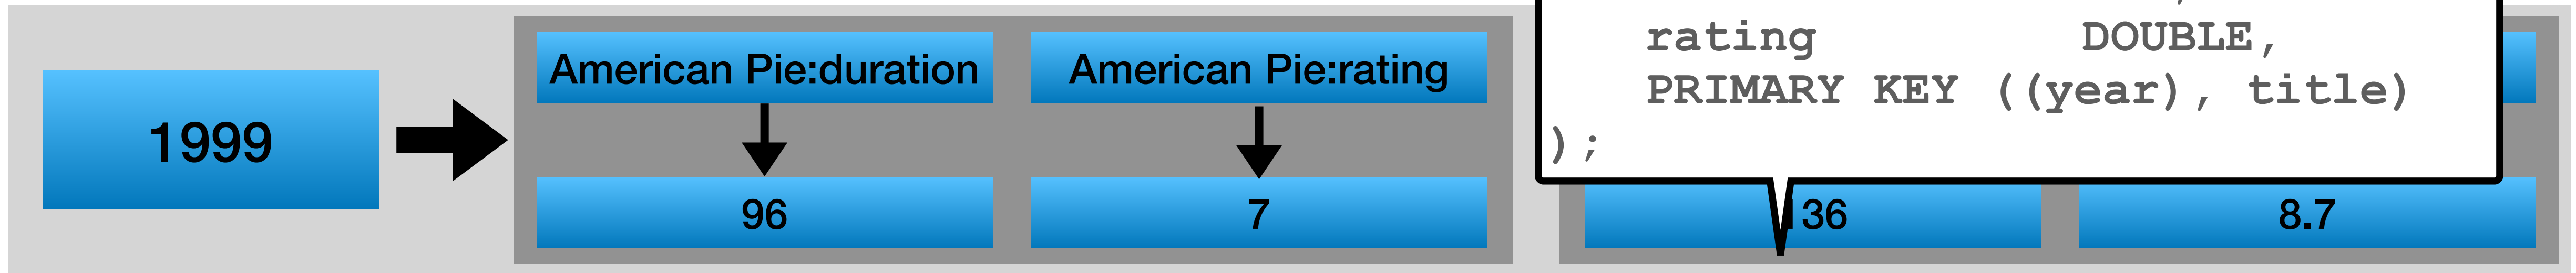 1999
American Pie:duration
American Pie:rating
96
7
rating DOUBLE,
PRIMARY KEY ((year), title)
);
36
8.7